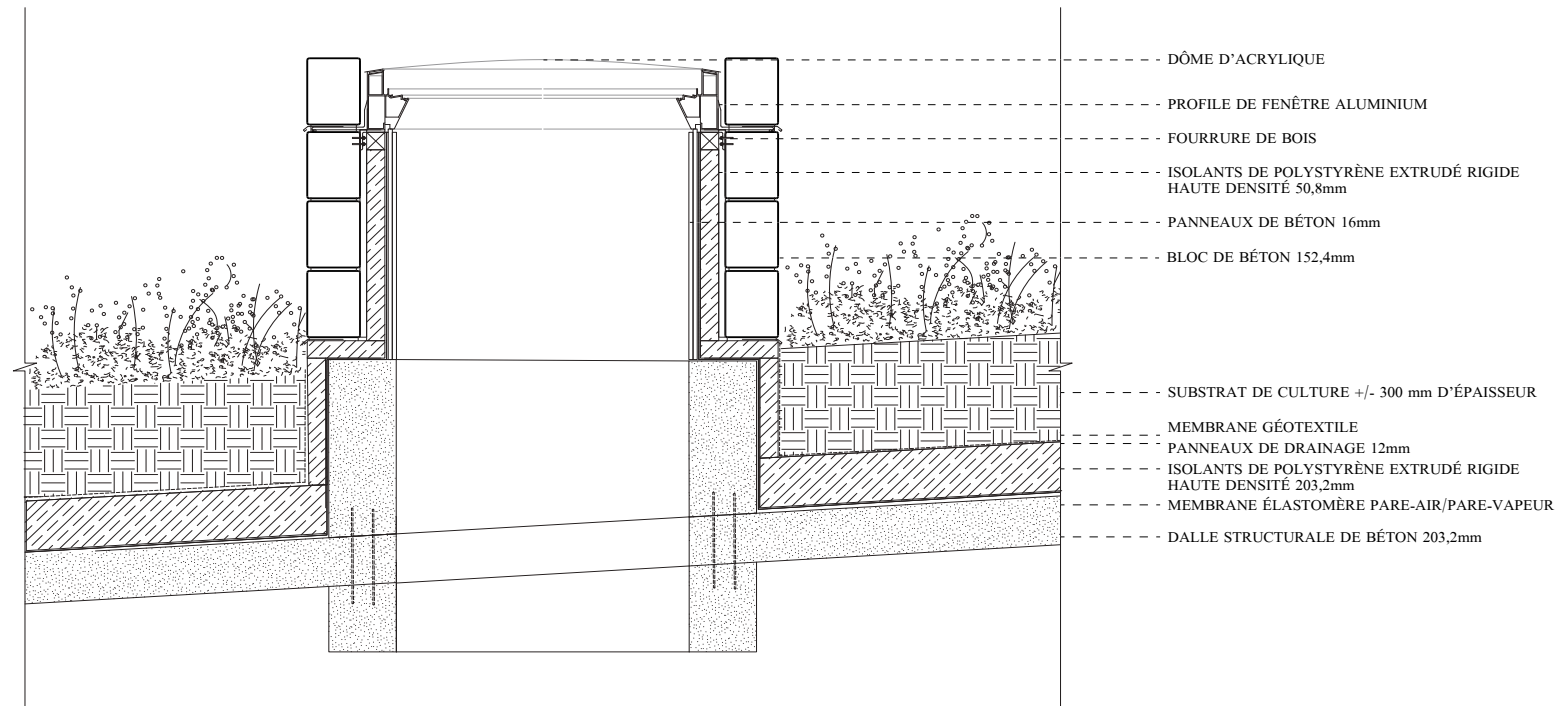 DÔME D'ACRYLIQUE
PROFILE DE FENÊTRE ALUMINIUM
FOURRURE DE BOIS
ISOLANTS DE POLYSTYRÈNE EXTRUDÉ RIGIDE
HAUTE DENSITÉ 50,8mm
PANNEAUX DE BÉTON 16mm
BLOC DE BÉTON 152,4mm
SUBSTRAT DE CULTURE +/- 300 mm D'ÉPAISSEUR
MEMBRANE GÉOTEXTILE
PANNEAUX DE DRAINAGE 12mm
ISOLANTS DE POLYSTYRÈNE EXTRUDÉ RIGIDE
HAUTE DENSITÉ 203,2mm
MEMBRANE ÉLASTOMÈRE PARE-AIR/PARE-VAPEUR
DALLE STRUCTURALE DE BÉTON 203,2mm